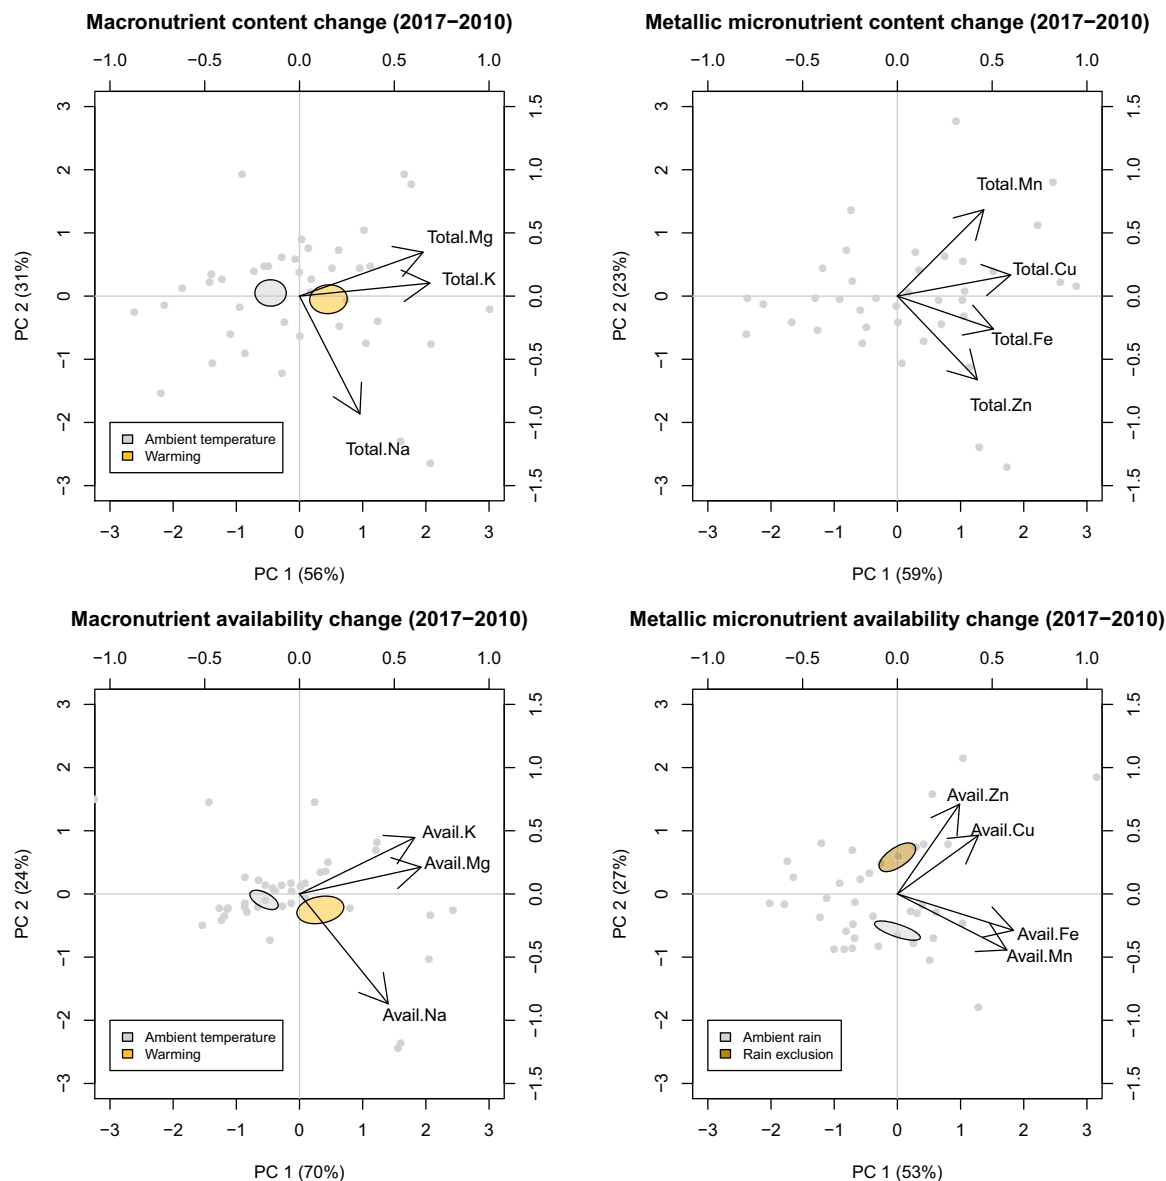 Macronutrient content change (2017−2010)
−1.0 −0.5 0.0 0.5 1.0
3 2 1 0 −1 −2 −3
PC 2 (31%)
1.5 1.0 0.5 0.0 −0.5 −1.0 −1.5
Total.Mg
Total.K
Total.Na
Ambient temperature
Warming
−3 −2 −1 0 1 2 3
PC 1 (56%)
Metallic micronutrient content change (2017−2010)
−1.0 −0.5 0.0 0.5 1.0
3 2 1 0 −1 −2 −3
PC 2 (23%)
1.5 1.0 0.5 0.0 −0.5 −1.0 −1.5
Total.Mn
Total.Cu
Total.Fe
Total.Zn
−3 −2 −1 0 1 2 3
PC 1 (59%)
Macronutrient availability change (2017−2010)
−1.0 −0.5 0.0 0.5 1.0
3 2 1 0 −1 −2 −3
PC 2 (24%)
1.5 1.0 0.5 0.0 −0.5 −1.0 −1.5
Avail.K
Avail.Mg
Avail.Na
Ambient temperature
Warming
−3 −2 −1 0 1 2 3
PC 1 (70%)
Metallic micronutrient availability change (2017−2010)
−1.0 −0.5 0.0 0.5 1.0
3 2 1 0 −1 −2 −3
PC 2 (27%)
1.5 1.0 0.5 0.0 −0.5 −1.0 −1.5
Avail.Zn
Avail.Cu
Avail.Fe
Avail.Mn
Ambient rain
Rain exclusion
−3 −2 −1 0 1 2 3
PC 1 (53%)